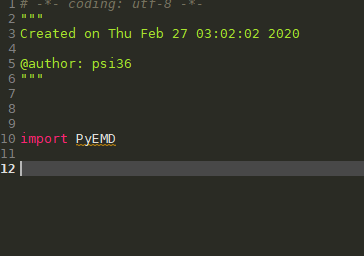 1 # -*- coding: utf-8 -*-
2 """
3 Created on Thu Feb 27 03:02:02 2020
4
5 @author: psi36
6 """
7
8
9
10 import PyEMD
11
12